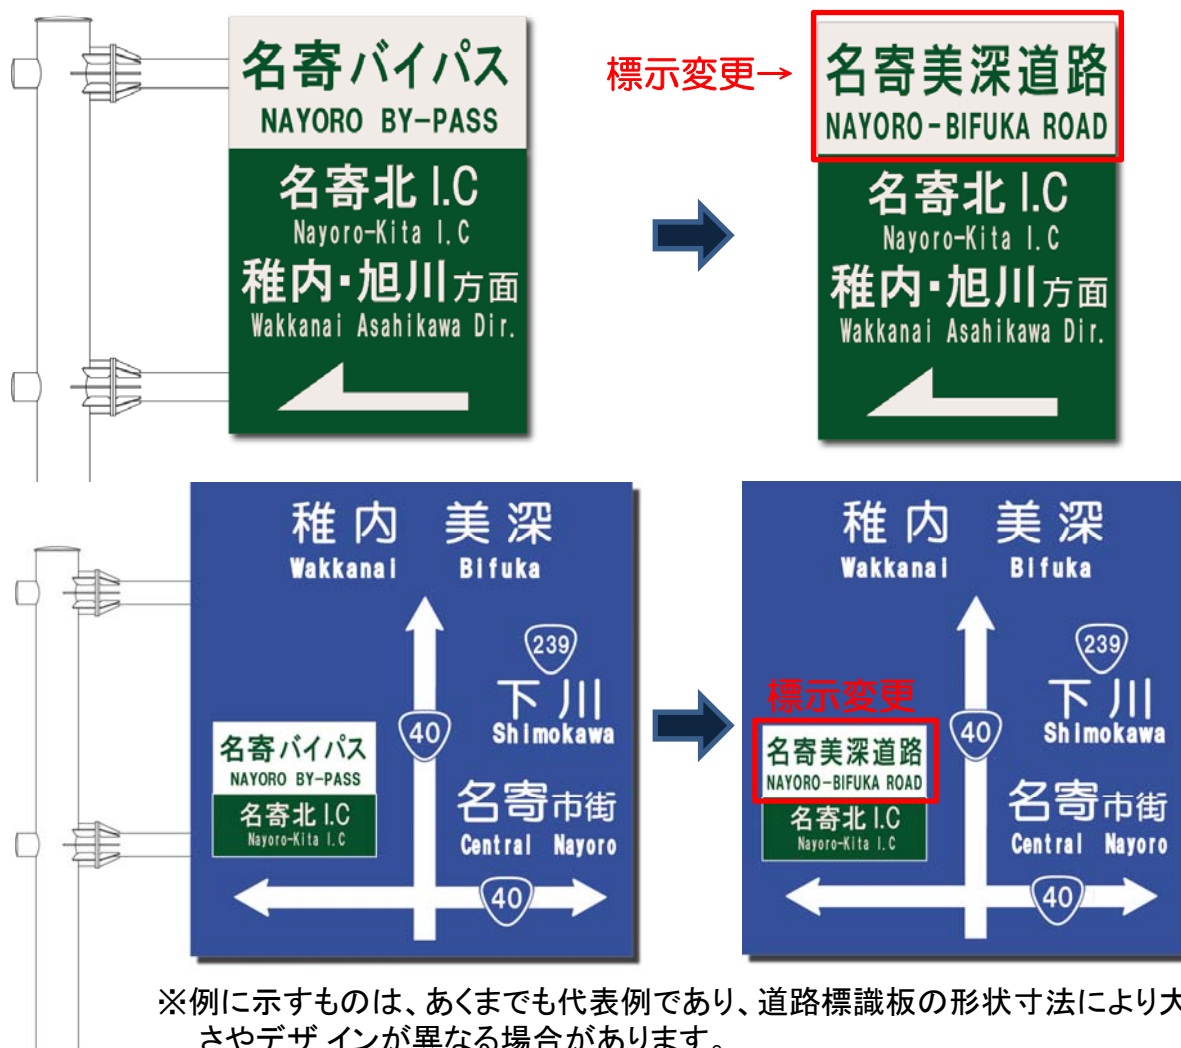 名寄バイパス
NAYORO BY-PASS
名寄北 I.C
Nayoro-Kita I.C
稚内・旭川方面
Wakkanai Asahikawa Dir.
標示変更→
名寄美深道路
NAYORO-BIFUKA ROAD
名寄北 I.C
Nayoro-Kita I.C
稚内・旭川方面
Wakkanai Asahikawa Dir.
稚内 美深
Wakkanai Bifuka
239
下川
Shimokawa
40
名寄バイパス
NAYORO BY-PASS
名寄北 I.C
Nayoro-Kita I.C
名寄市街
Central Nayoro
40
稚内 美深
Wakkanai Bifuka
239
下川
Shimokawa
標示変更
40
名寄美深道路
NAYORO-BIFUKA ROAD
名寄北 I.C
Nayoro-Kita I.C
名寄市街
Central Nayoro
40
※例に示すものは、あくまでも代表例であり、道路標識板の形状寸法により大
さやデザインが異なる場合があります。